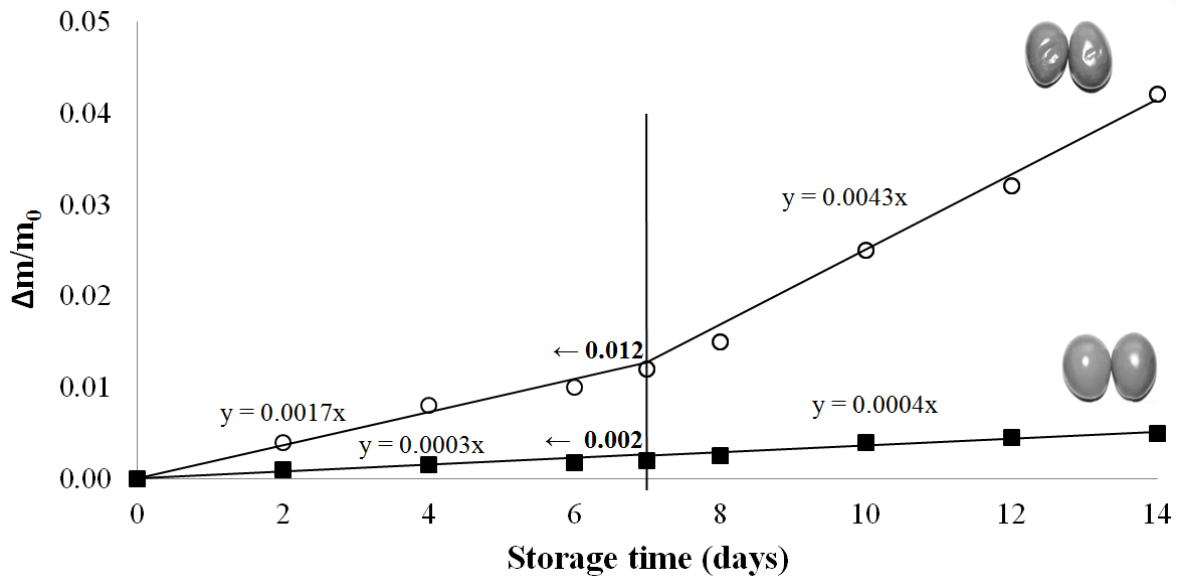 0.05
0.04
0.03
0.02
0.01
0.00
Δm/m₀
y = 0.0043x
← 0.012
y = 0.0017x
y = 0.0003x
← 0.002
y = 0.0004x
0 2 4 6 8 10 12 14
Storage time (days)